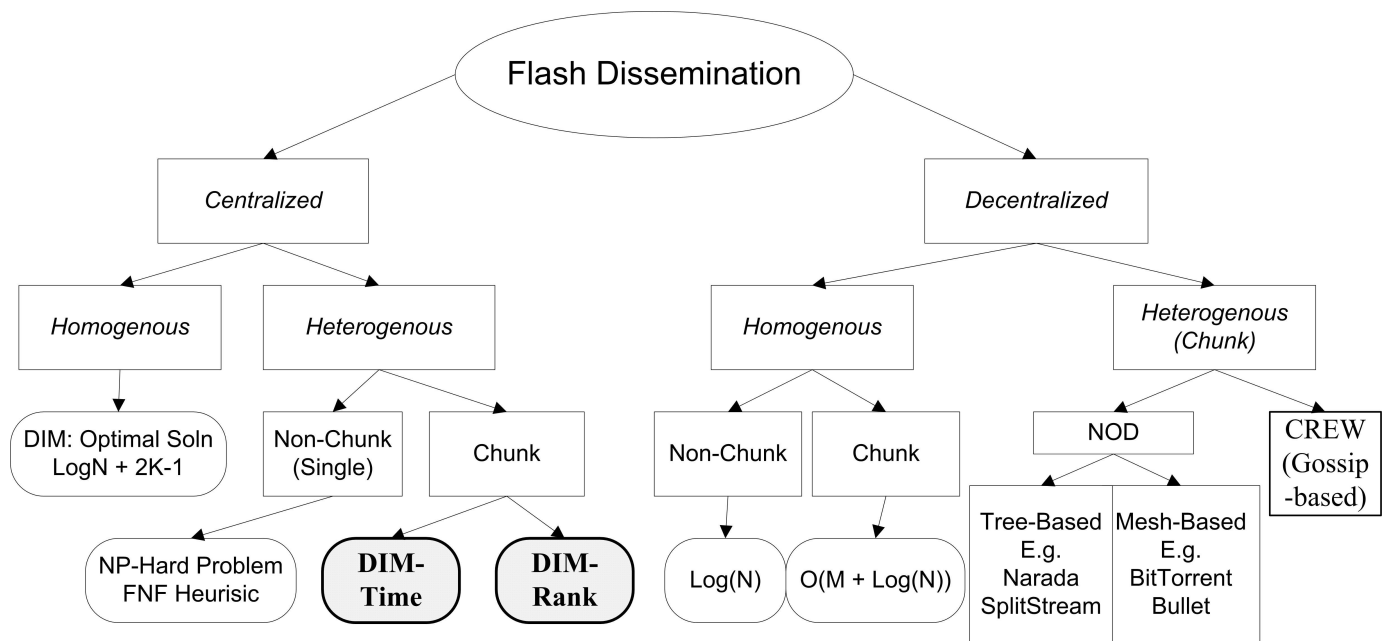 Flash Dissemination
Centralized
Decentralized
Homogenous
Heterogenous
Homogenous
Heterogenous
(Chunk)
DIM: Optimal Soln
LogN + 2K-1
Non-Chunk
(Single)
Chunk
Non-Chunk
Chunk
NOD
CREW
(Gossip
-based)
NP-Hard Problem
FNF Heurisic
DIM-
Time
DIM-
Rank
Log(N)
O(M + Log(N))
Tree-Based
E.g.
Narada
SplitStream
Mesh-Based
E.g.
BitTorrent
Bullet